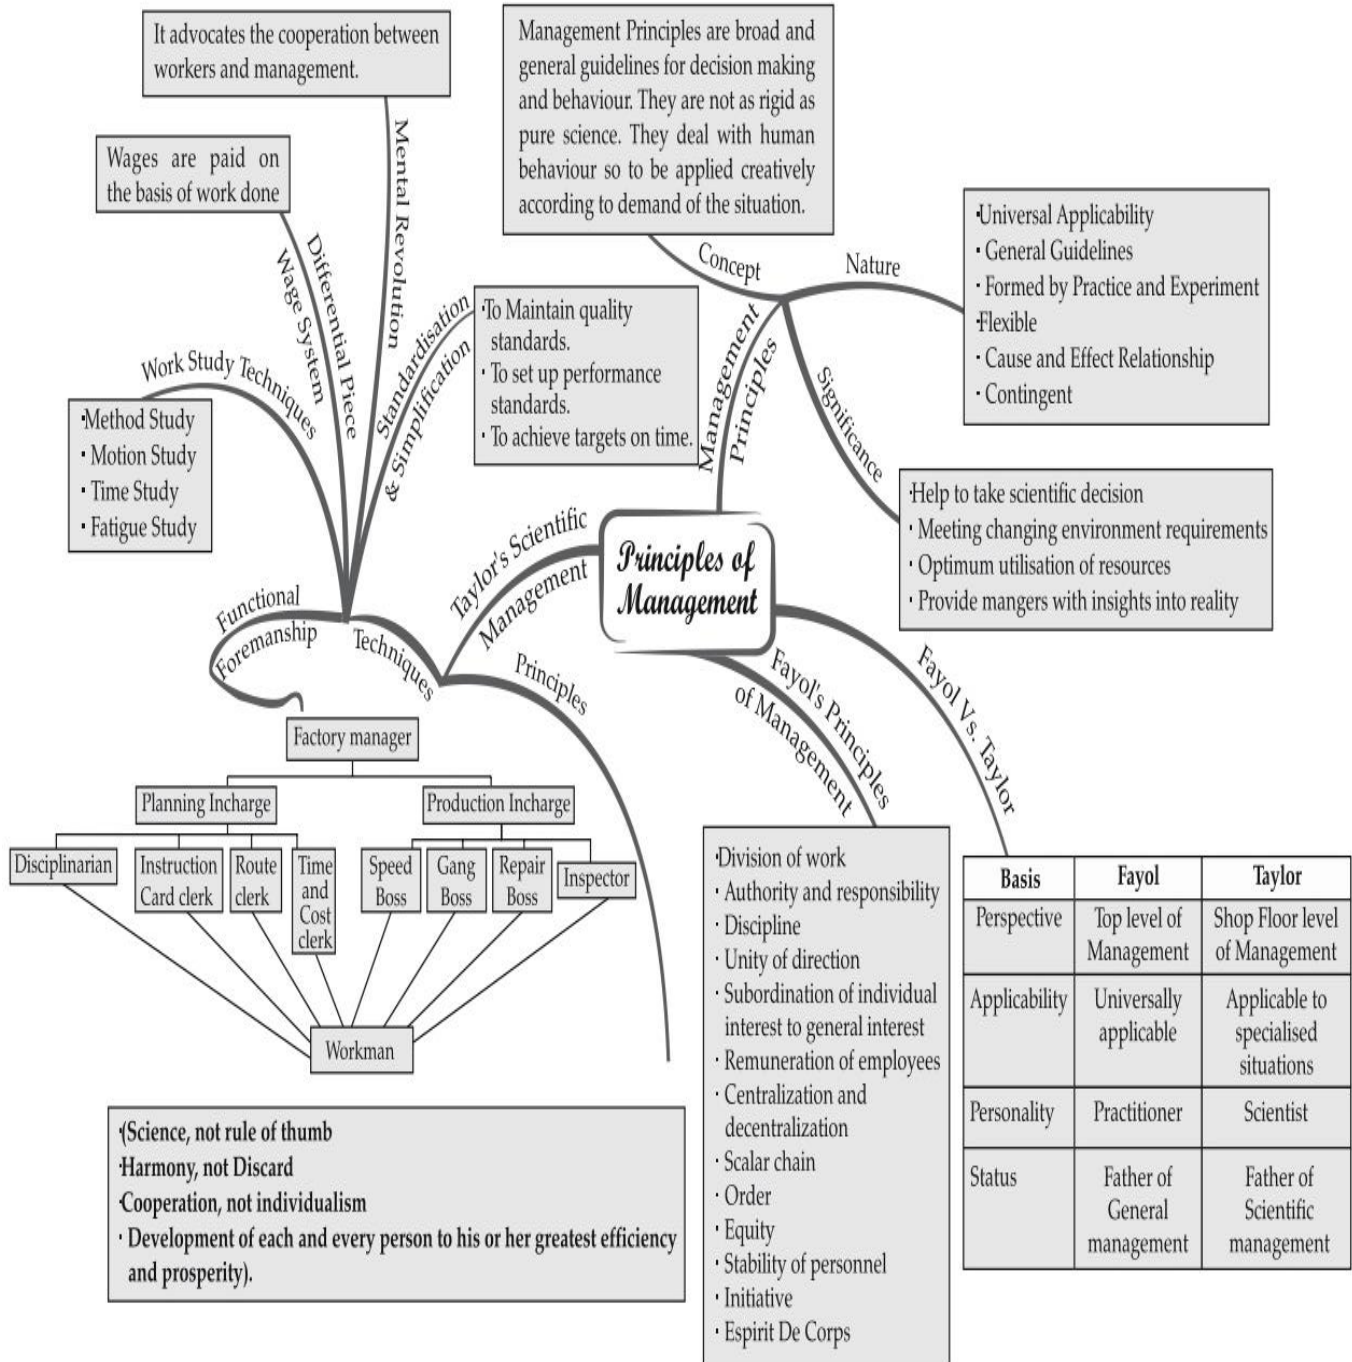 It advocates the cooperation between
workers and management.
Wages are paid on
the basis of work done
Mental Revolution
Differential Piece
Wage System
Work Study Techniques
·Method Study
· Motion Study
· Time Study
· Fatigue Study
Standardisation
& Simplification
·To Maintain quality
standards.
· To set up performance
standards.
· To achieve targets on time.
Management Principles are broad and
general guidelines for decision making
and behaviour. They are not as rigid as
pure science. They deal with human
behaviour so to be applied creatively
according to demand of the situation.
Concept
Nature
·Universal Applicability
· General Guidelines
· Formed by Practice and Experiment
·Flexible
· Cause and Effect Relationship
· Contingent
Management
Principles
Significance
·Help to take scientific decision
· Meeting changing environment requirements
· Optimum utilisation of resources
· Provide mangers with insights into reality
Principles of
Management
Taylor's Scientific
Management
Functional
Foremanship
Techniques
Principles
Factory manager
Planning Incharge
Production Incharge
Disciplinarian
Instruction
Card clerk
Route
clerk
Time
and
Cost
clerk
Speed
Boss
Gang
Boss
Repair
Boss
Inspector
Workman
·(Science, not rule of thumb
·Harmony, not Discard
·Cooperation, not individualism
· Development of each and every person to his or her greatest efficiency
and prosperity).
Fayol's Principles
of Management
·Division of work
· Authority and responsibility
· Discipline
· Unity of direction
· Subordination of individual
interest to general interest
· Remuneration of employees
· Centralization and
decentralization
· Scalar chain
· Order
· Equity
· Stability of personnel
· Initiative
· Espirit De Corps
Fayol Vs. Taylor
Basis Fayol Taylor
Perspective Top level of Management Shop Floor level of Management
Applicability Universally applicable Applicable to specialised situations
Personality Practitioner Scientist
Status Father of General management Father of Scientific management